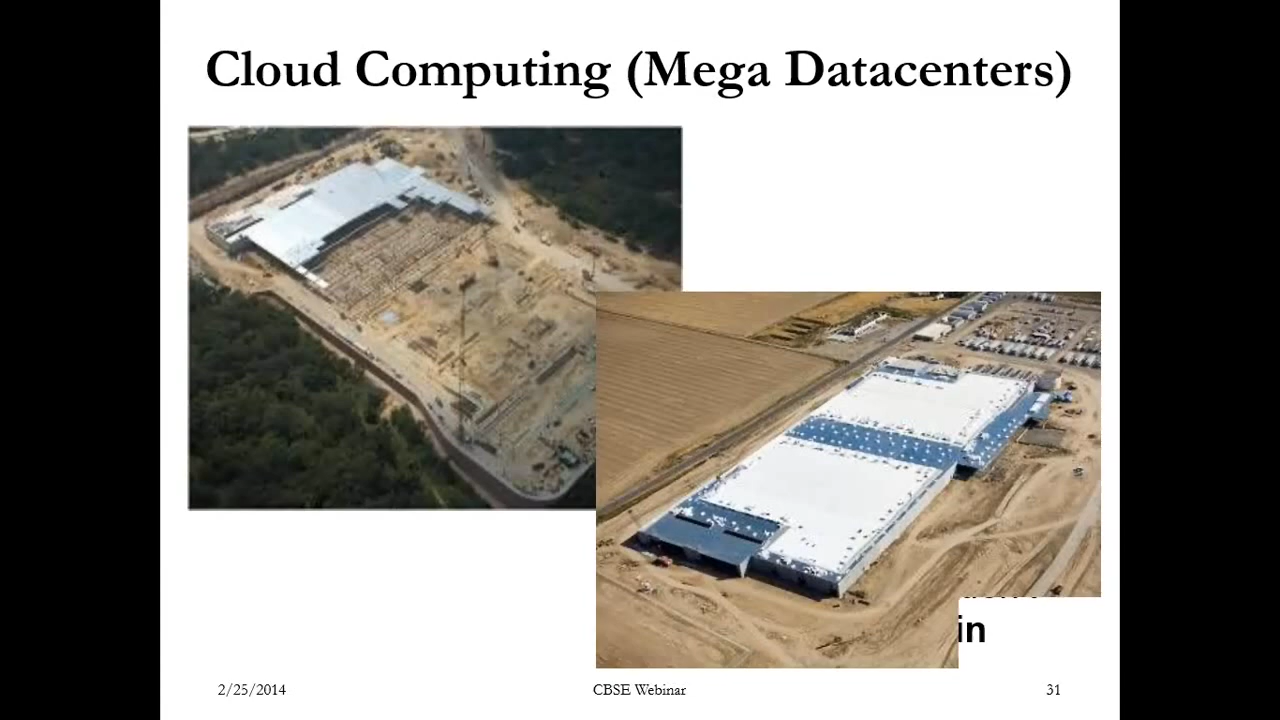 Cloud Computing (Mega Datacenters)
in
2/25/2014 CBSE Webinar 31